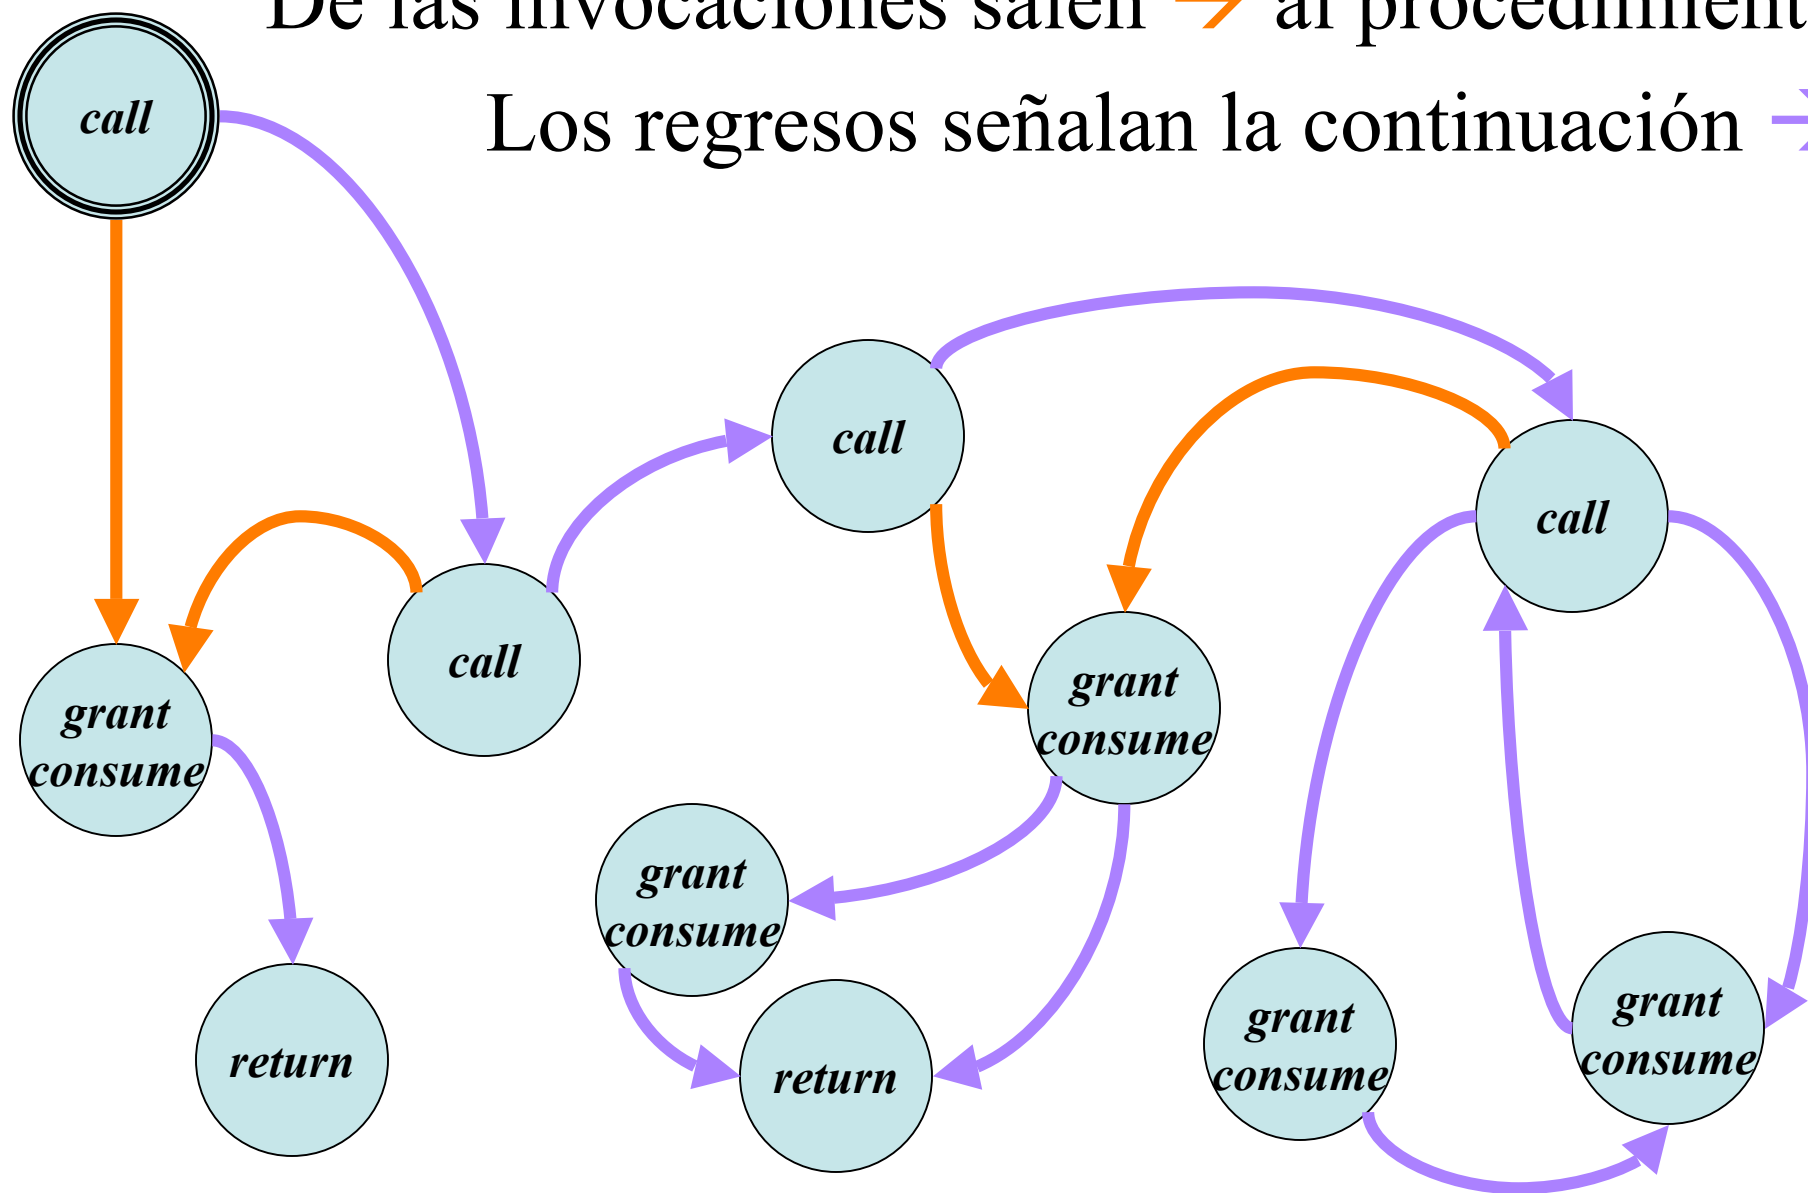 De las invocaciones salen → al procedimient
Los regresos señalan la continuación →
call
call
call
call
grant
consume
grant
consume
grant
consume
return
return
grant
consume
grant
consume